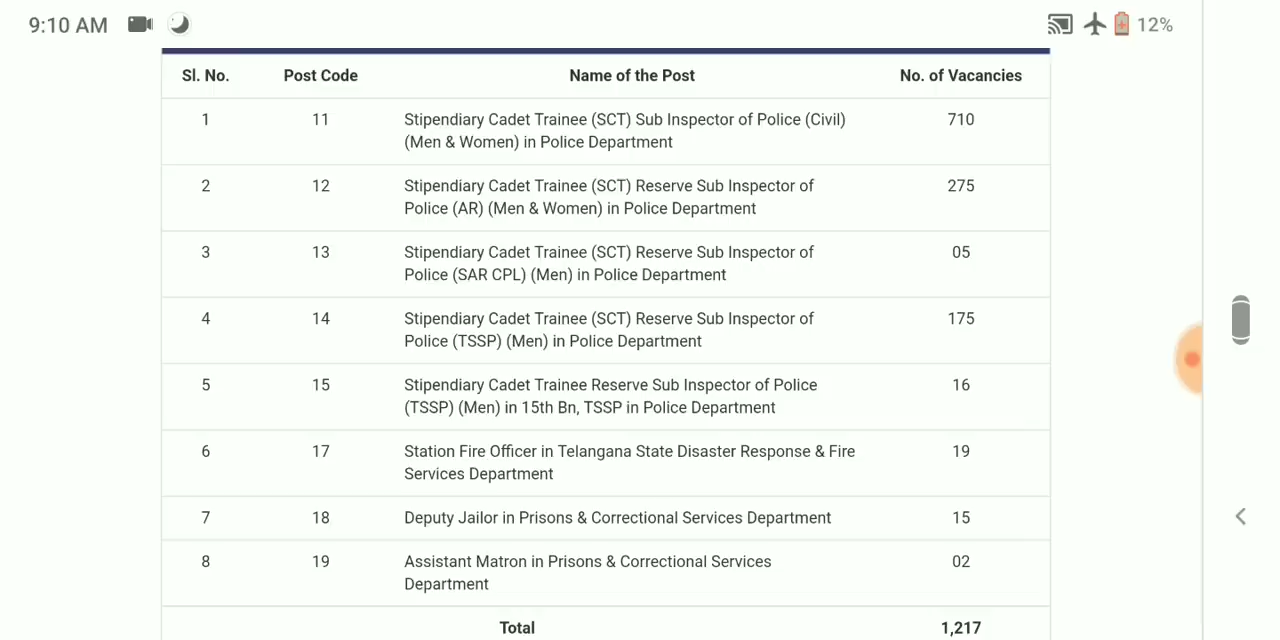 9:10 AM
12%
Sl. No. Post Code Name of the Post No. of Vacancies
1 11 Stipendiary Cadet Trainee (SCT) Sub Inspector of Police (Civil) 710
(Men & Women) in Police Department
2 12 Stipendiary Cadet Trainee (SCT) Reserve Sub Inspector of 275
Police (AR) (Men & Women) in Police Department
3 13 Stipendiary Cadet Trainee (SCT) Reserve Sub Inspector of 05
Police (SAR CPL) (Men) in Police Department
4 14 Stipendiary Cadet Trainee (SCT) Reserve Sub Inspector of 175
Police (TSSP) (Men) in Police Department
5 15 Stipendiary Cadet Trainee Reserve Sub Inspector of Police 16
(TSSP) (Men) in 15th Bn, TSSP in Police Department
6 17 Station Fire Officer in Telangana State Disaster Response & Fire 19
Services Department
7 18 Deputy Jailor in Prisons & Correctional Services Department 15
8 19 Assistant Matron in Prisons & Correctional Services 02
Department
Total 1,217